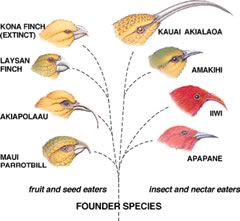 KONA FINCH
(EXTINCT)
KAUAI AKIALAOA
LAYSAN
FINCH
AMAKIHI
AKIAPOLAAU
IIWI
MAUI
PARROTBILL
APAPANE
fruit and seed eaters
insect and nectar eaters
FOUNDER SPECIES